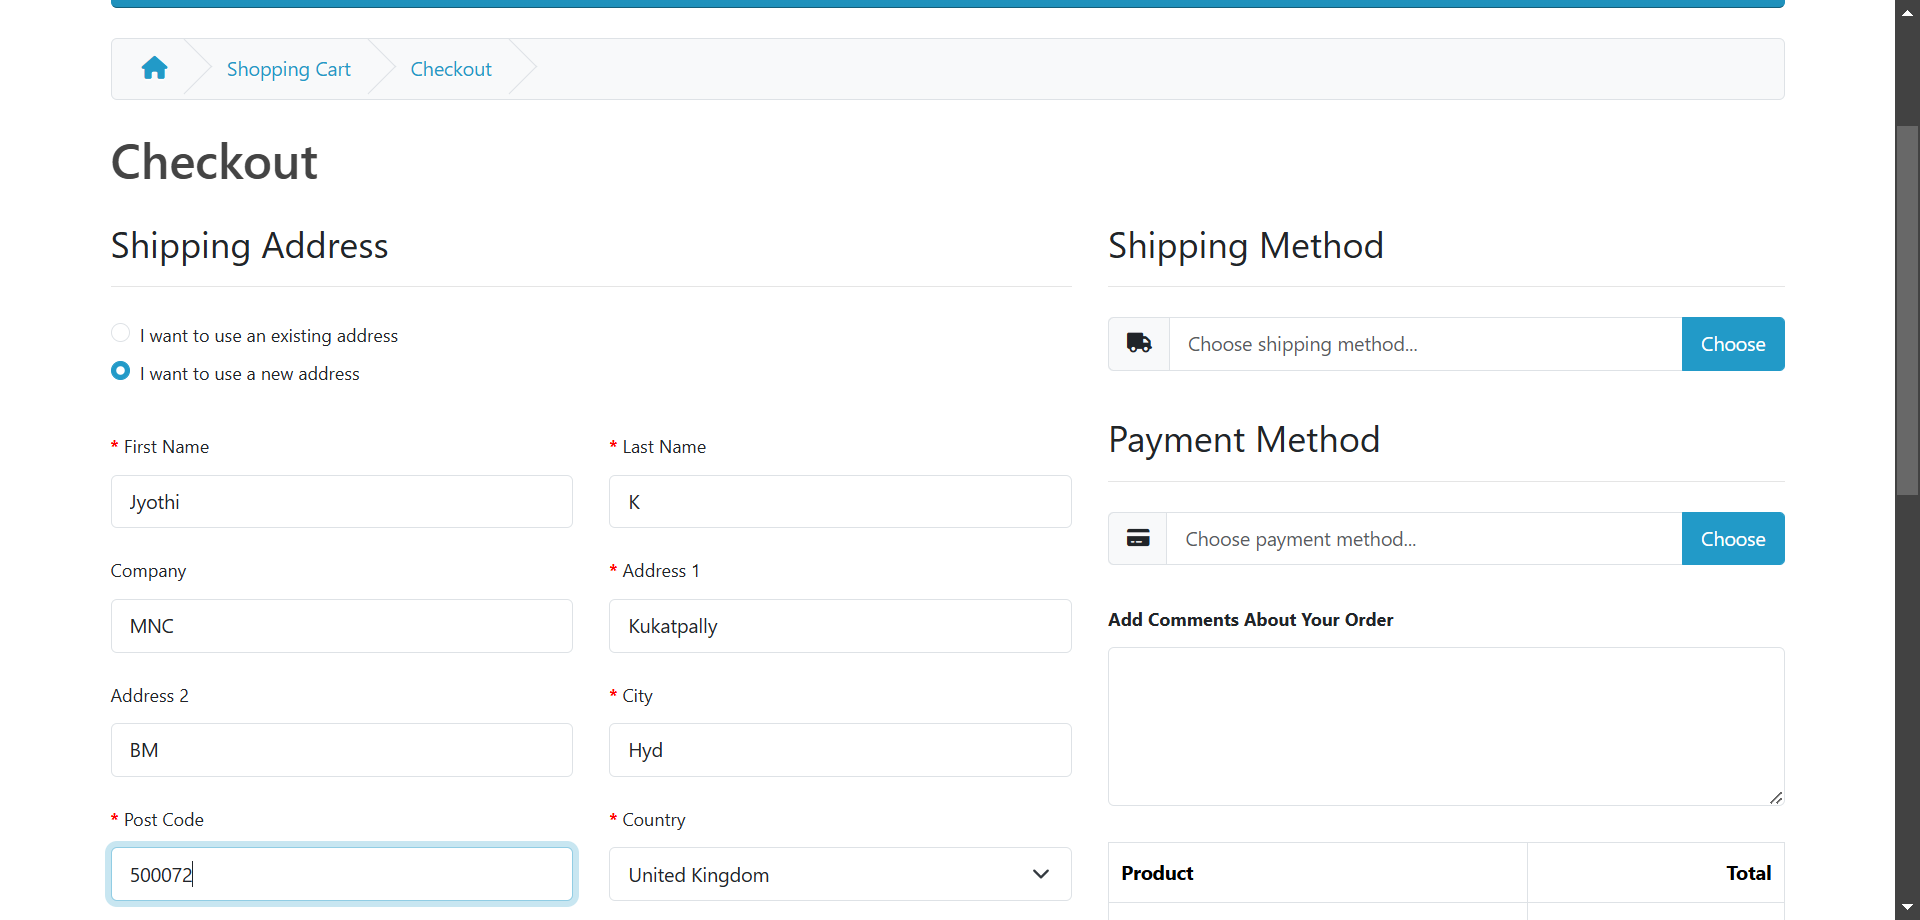 Shopping Cart
Checkout
Checkout
Shipping Address
I want to use an existing address
I want to use a new address
* First Name
* Last Name
Jyothi
K
Company
* Address 1
MNC
Kukatpally
Address 2
* City
BM
Hyd
* Post Code
* Country
500072
United Kingdom
Shipping Method
Choose shipping method...
Choose
Payment Method
Choose payment method...
Choose
Add Comments About Your Order
Product
Total